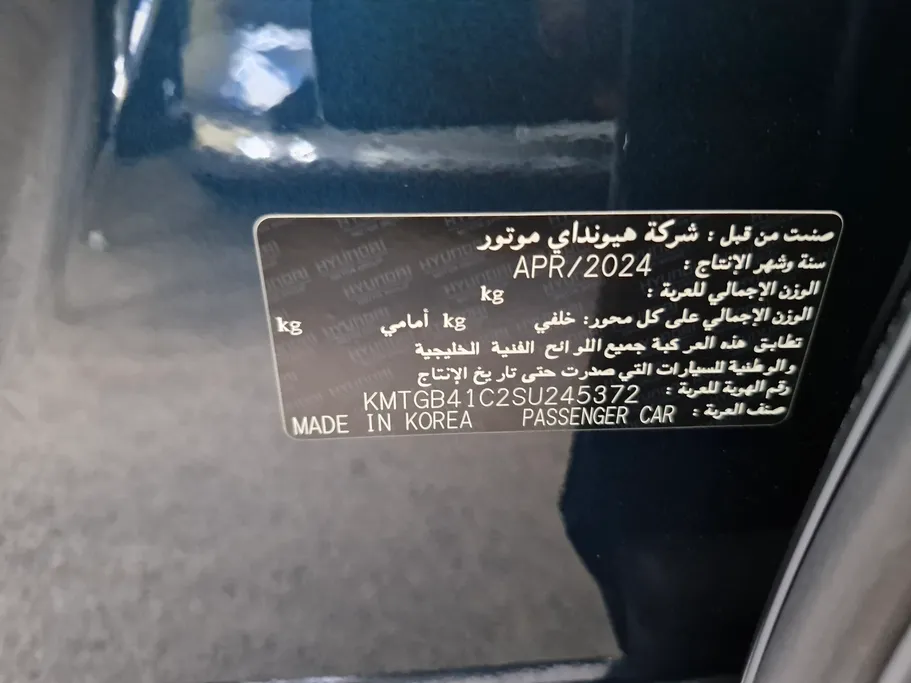 صنعت من قبل : شركة هيونداي موتور
سنة وشهر الإنتاج : APR/2024
الوزن الإجمالي للعربة : kg
الوزن الإجمالي على كل محور: خلفي kg أمامي kg
تطابق هذه المركبة جميع اللوائح الفنية الخليجية
والوطنية للسيارات التي صدرت حتى تاريخ الإنتاج
رقم الهوية للعربة : KMTGB41C2SU245372
صنف العربة : PASSENGER CAR MADE IN KOREA